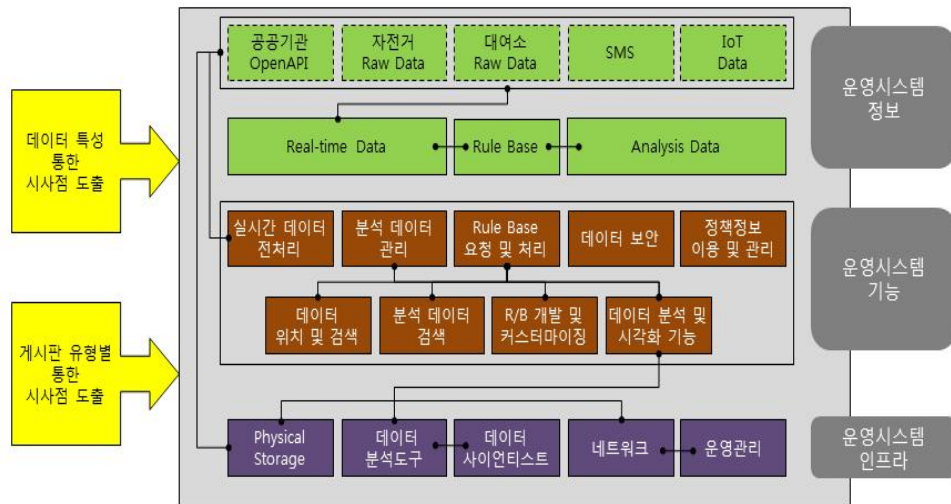 공공기관
OpenAPI
자전거
Raw Data
대여소
Raw Data
SMS
IoT
Data
운영시스템
정보
데이터 특성
통한
시사점 도출
Real-time Data
Rule Base
Analysis Data
실시간 데이터
전처리
분석 데이터
관리
Rule Base
요청 및 처리
데이터 보안
정책정보
이용 및 관리
운영시스템
기능
데이터
위치 및 검색
분석 데이터
검색
R/B 개발 및
커스터마이징
데이터 분석 및
시각화 기능
게시판 유형별
통한
시사점 도출
Physical
Storage
데이터
분석도구
데이터
사이언티스트
네트워크
운영관리
운영시스템
인프라